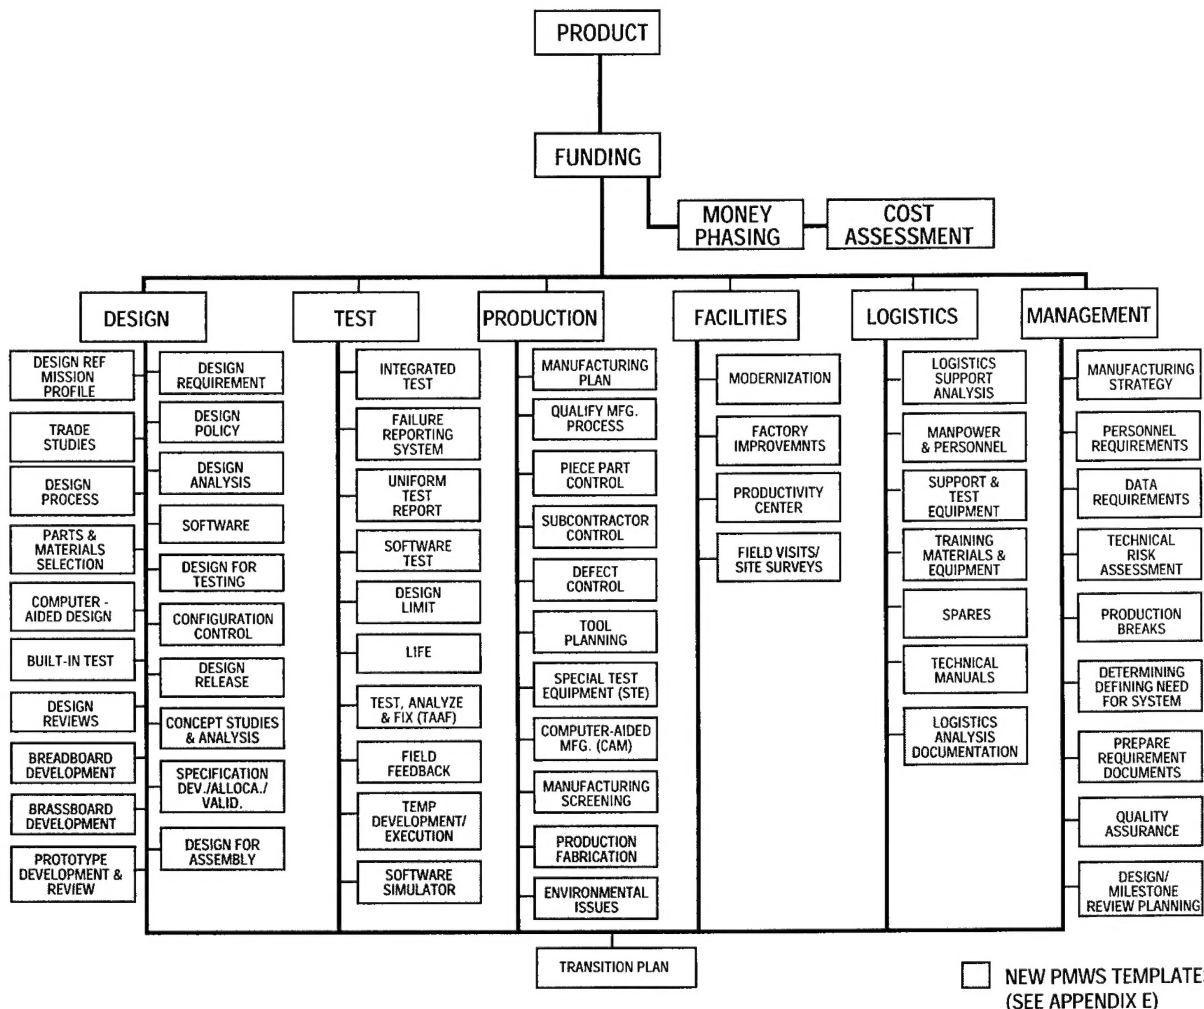 PRODUCT
FUNDING
MONEY
PHASING
COST
ASSESSMENT
DESIGN
TEST
PRODUCTION
FACILITIES
LOGISTICS
MANAGEMENT
DESIGN REF
MISSION
PROFILE
TRADE
STUDIES
DESIGN
PROCESS
PARTS &
MATERIALS
SELECTION
COMPUTER -
AIDED DESIGN
BUILT-IN TEST
DESIGN
REVIEWS
BREADBOARD
DEVELOPMENT
BRASSBOARD
DEVELOPMENT
PROTOTYPE
DEVELOPMENT &
REVIEW
DESIGN
REQUIREMENT
DESIGN
POLICY
DESIGN
ANALYSIS
SOFTWARE
DESIGN FOR
TESTING
CONFIGURATION
CONTROL
DESIGN
RELEASE
CONCEPT STUDIES
& ANALYSIS
SPECIFICATION
DEV./ALLOCA./
VALID.
DESIGN FOR
ASSEMBLY
INTEGRATED
TEST
FAILURE
REPORTING
SYSTEM
UNIFORM
TEST
REPORT
SOFTWARE
TEST
DESIGN
LIMIT
LIFE
TEST, ANALYZE
& FIX (TAAF)
FIELD
FEEDBACK
TEMP
DEVELOPMENT/
EXECUTION
SOFTWARE
SIMULATOR
MANUFACTURING
PLAN
QUALIFY MFG.
PROCESS
PIECE PART
CONTROL
SUBCONTRACTOR
CONTROL
DEFECT
CONTROL
TOOL
PLANNING
SPECIAL TEST
EQUIPMENT (STE)
COMPUTER-AIDED
MFG. (CAM)
MANUFACTURING
SCREENING
PRODUCTION
FABRICATION
ENVIRONMENTAL
ISSUES
MODERNIZATION
FACTORY
IMPROVEMNTS
PRODUCTIVITY
CENTER
FIELD VISITS/
SITE SURVEYS
LOGISTICS
SUPPORT
ANALYSIS
MANPOWER
& PERSONNEL
SUPPORT &
TEST
EQUIPMENT
TRAINING
MATERIALS &
EQUIPMENT
SPARES
TECHNICAL
MANUALS
LOGISTICS
ANALYSIS
DOCUMENTATION
MANUFACTURING
STRATEGY
PERSONNEL
REQUIREMENTS
DATA
REQUIREMENTS
TECHNICAL
RISK
ASSESSMENT
PRODUCTION
BREAKS
DETERMINING
DEFINING NEED
FOR SYSTEM
PREPARE
REQUIREMENT
DOCUMENTS
QUALITY
ASSURANCE
DESIGN/
MILESTONE
REVIEW PLANNING
TRANSITION PLAN
NEW PMWS TEMPLATE
(SEE APPENDIX E)